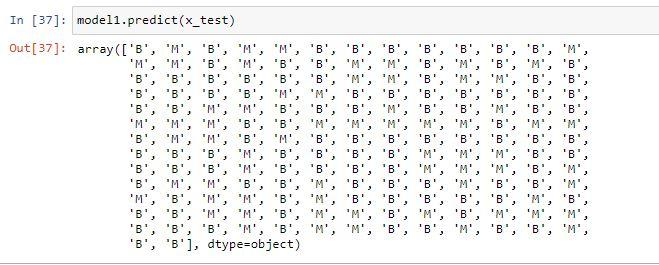 In [37]: model1.predict(x_test)
Out[37]: array(['B', 'M', 'B', 'M', 'M', 'B', 'B', 'B', 'B', 'B', 'B', 'B', 'M',
'M', 'M', 'B', 'M', 'B', 'M', 'M', 'M', 'B', 'B', 'M', 'B', 'B',
'M', 'B', 'M', 'B', 'M', 'B', 'M', 'B', 'M', 'B', 'M', 'B', 'B',
'B', 'B', 'B', 'B', 'M', 'M', 'B', 'B', 'B', 'B', 'B', 'B', 'B',
'B', 'B', 'M', 'M', 'B', 'B', 'B', 'M', 'B', 'B', 'M', 'B', 'B',
'M', 'M', 'M', 'B', 'B', 'M', 'M', 'M', 'M', 'M', 'B', 'M', 'M',
'B', 'M', 'M', 'B', 'M', 'B', 'B', 'B', 'B', 'B', 'B', 'B', 'B',
'B', 'B', 'B', 'M', 'B', 'B', 'B', 'B', 'M', 'M', 'M', 'B', 'B',
'B', 'B', 'B', 'M', 'B', 'B', 'B', 'B', 'M', 'M', 'B', 'B', 'M',
'B', 'M', 'M', 'B', 'B', 'M', 'B', 'B', 'B', 'M', 'B', 'B', 'M',
'M', 'B', 'M', 'M', 'B', 'B', 'B', 'B', 'B', 'B', 'M', 'B', 'B',
'B', 'B', 'M', 'M', 'B', 'M', 'M', 'B', 'M', 'B', 'M', 'B', 'M',
'B', 'B', 'M', 'M', 'B', 'M', 'M', 'B', 'B', 'M', 'B', 'B', 'M',
'B', 'B'], dtype=object)